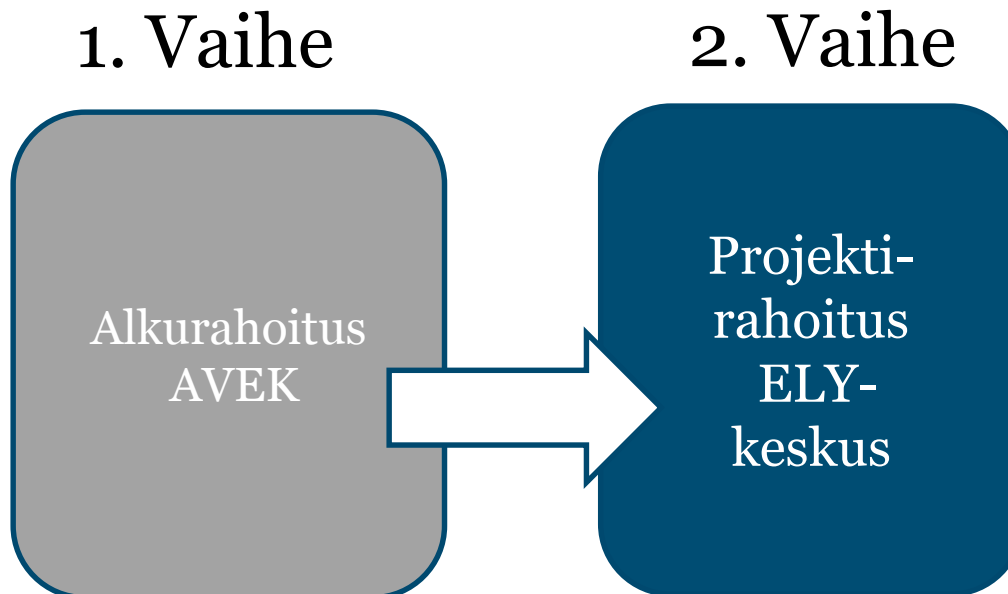 1. Vaihe
2. Vaihe
Alkurahoitus
AVEK
Projekti-
rahoitus
ELY-
keskus